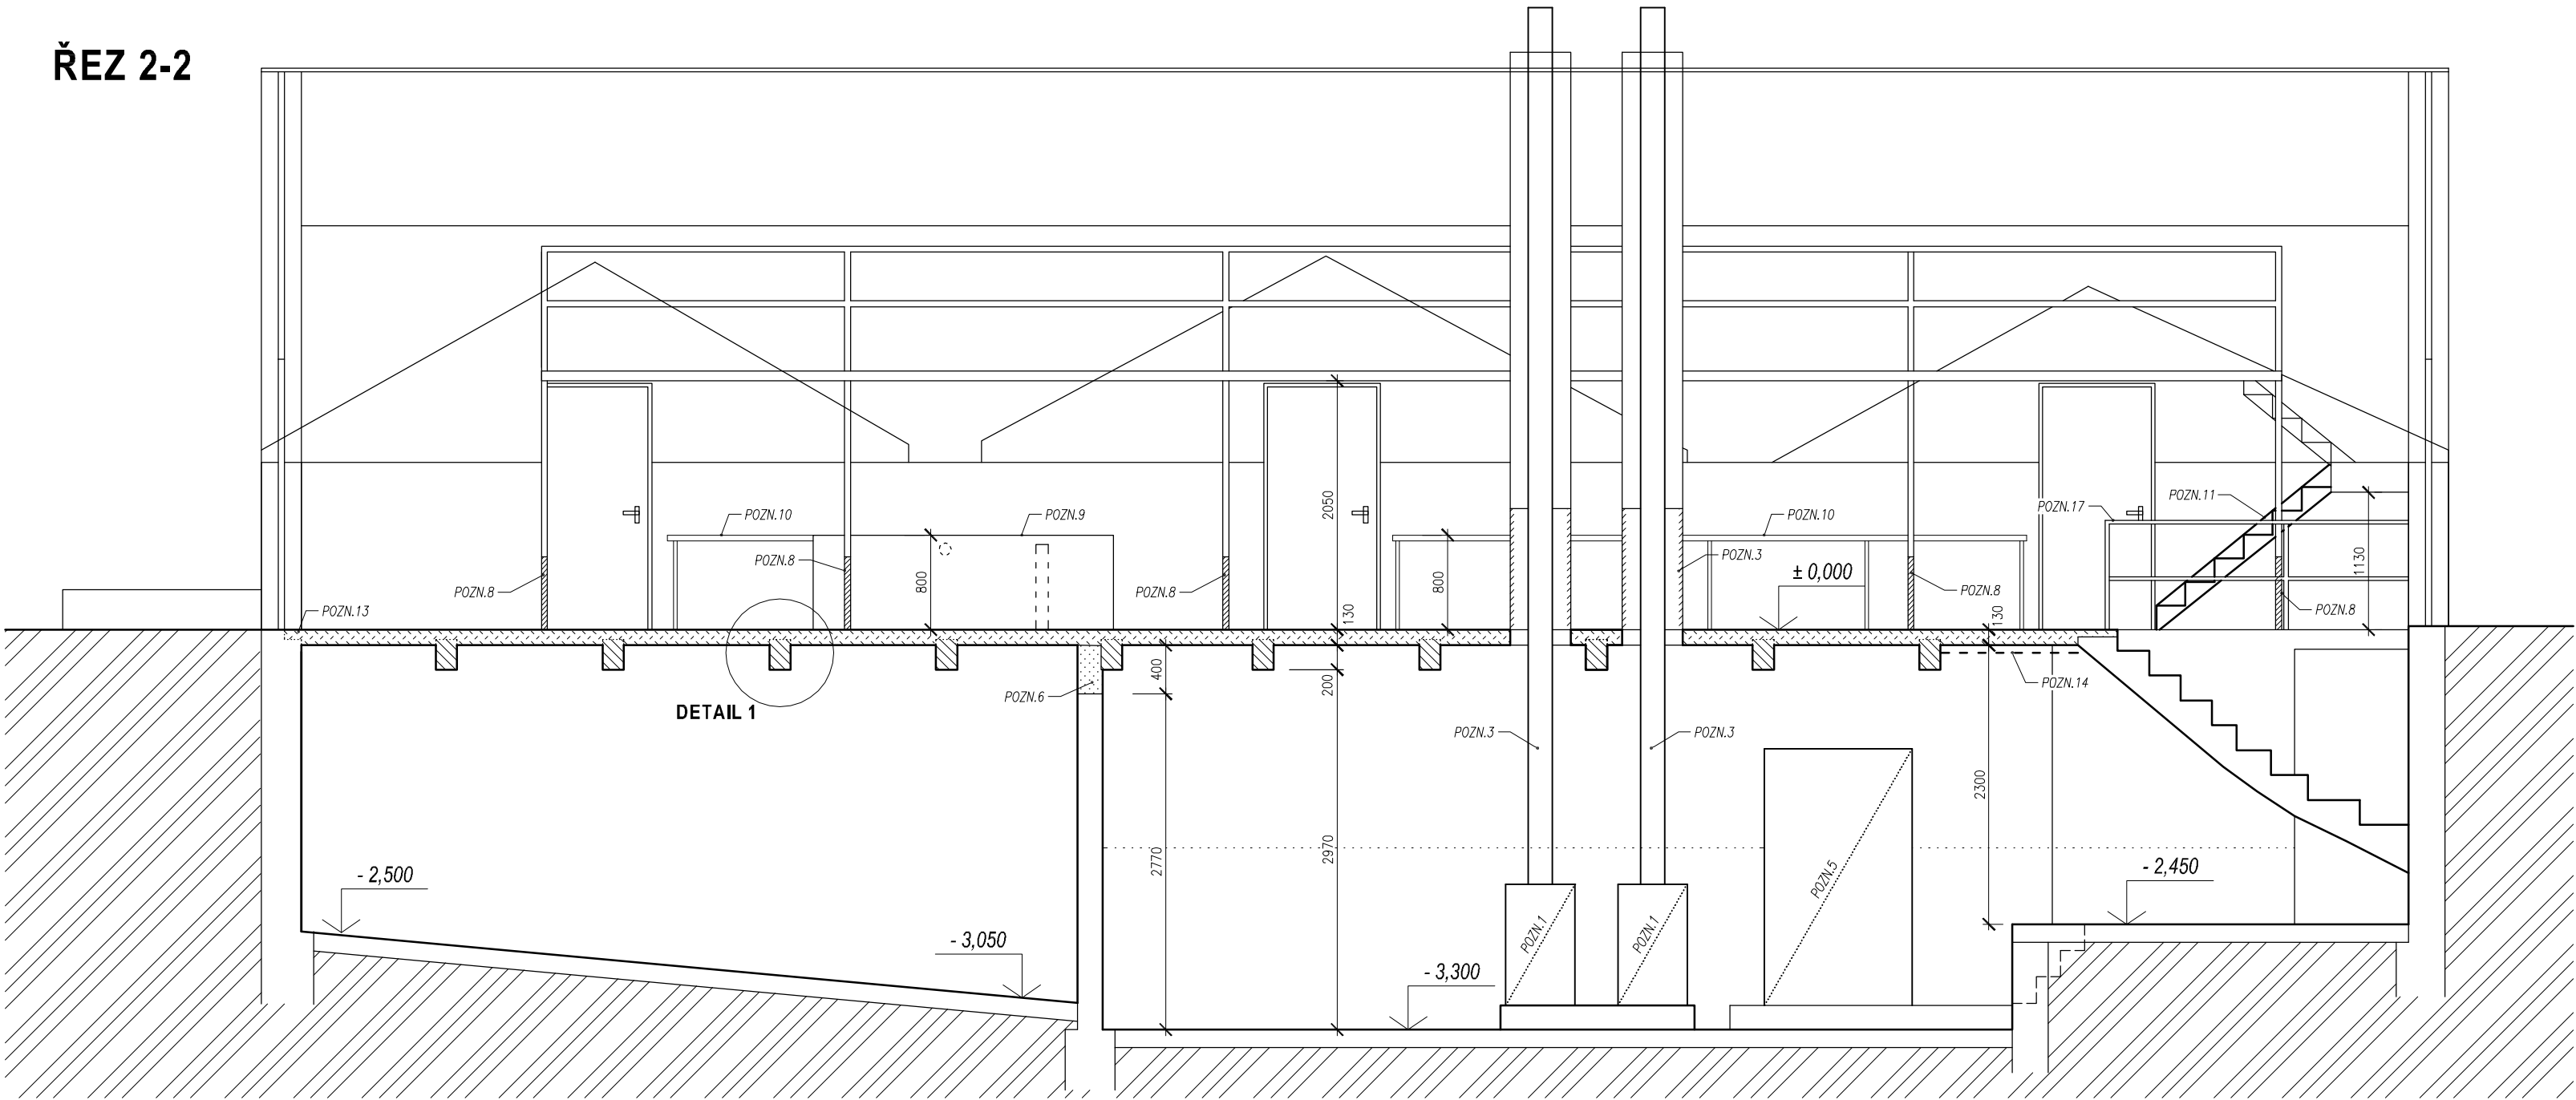 ŘEZ 2-2
2050
POZN.10
POZN.9
POZN.10
POZN.17
POZN.11
POZN.8
POZN.8
POZN.8
POZN.3
POZN.8
POZN.8
800
800
± 0,000
1130
POZN.13
130
130
POZN.6
400
200
POZN.14
DETAIL 1
POZN.3
POZN.3
2300
2770
2970
POZN.5
- 2,500
- 2,450
- 3,050
POZN.1
POZN.1
- 3,300